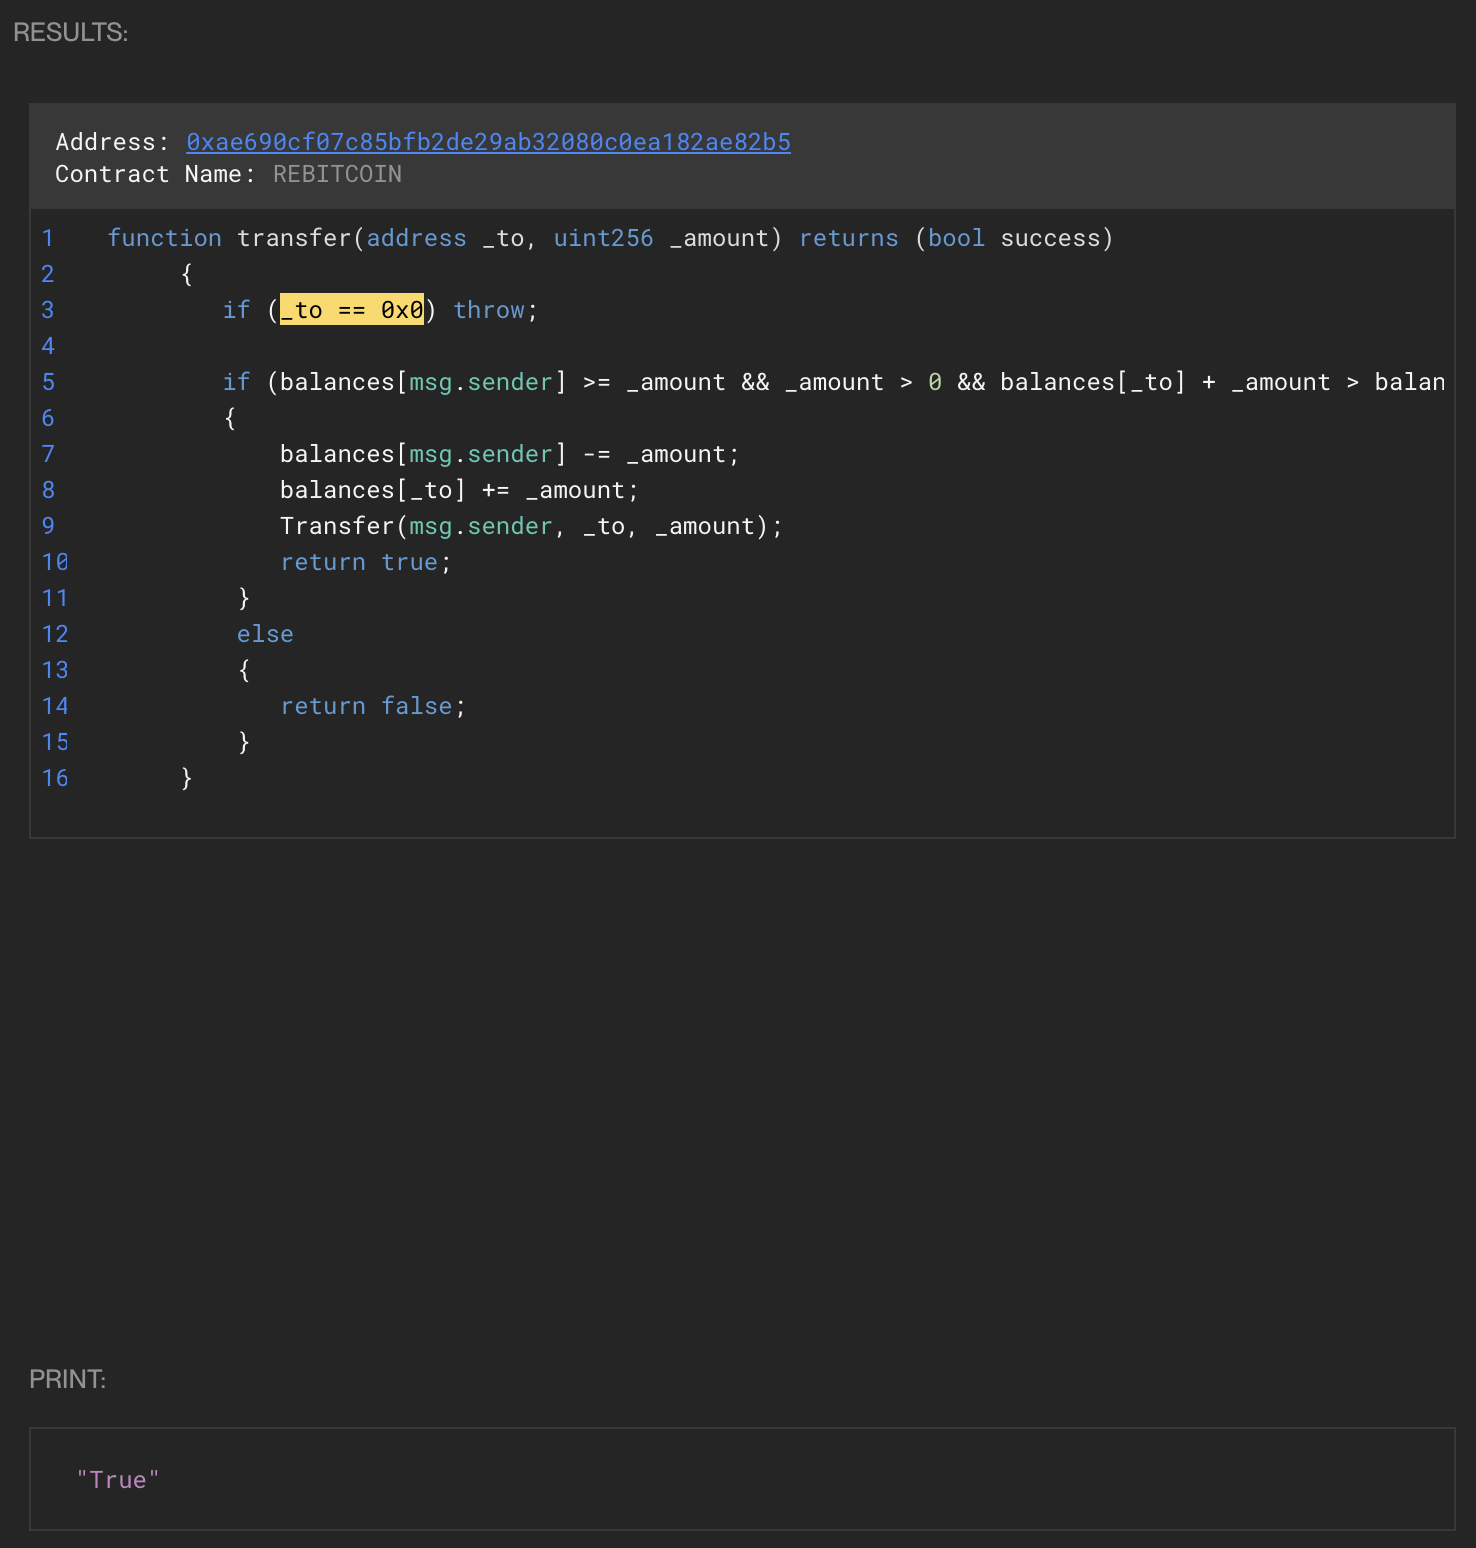 RESULTS:
Address: 0xae690cf07c85bfb2de29ab32080c0ea182ae82b5
Contract Name: REBITCOIN
1 function transfer(address _to, uint256 _amount) returns (bool success)
2 {
3 if (_to == 0x0) throw;
4
5 if (balances[msg.sender] >= _amount && _amount > 0 && balances[_to] + _amount > balan
6 {
7 balances[msg.sender] -= _amount;
8 balances[_to] += _amount;
9 Transfer(msg.sender, _to, _amount);
10 return true;
11 }
12 else
13 {
14 return false;
15 }
16 }
PRINT:
"True"